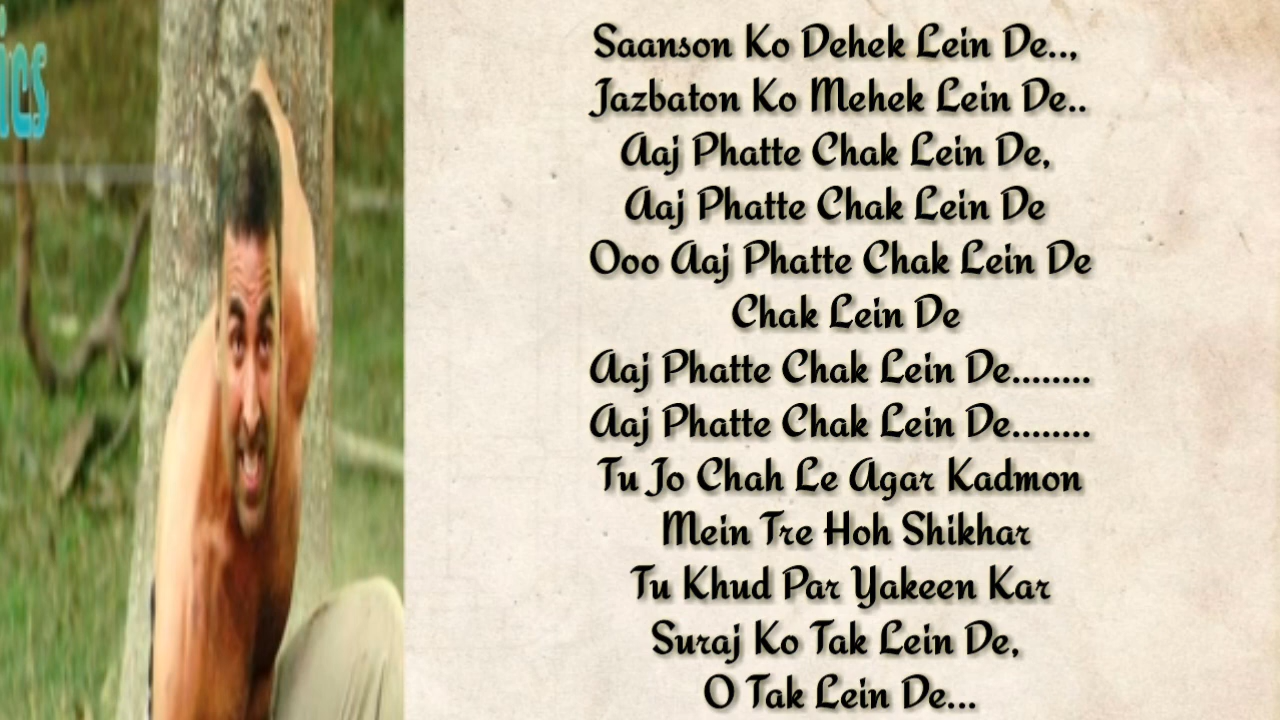 ics
Saanson Ko Dehek Lein De..,
Jazbaton Ko Mehek Lein De..
Aaj Phatte Chak Lein De,
Aaj Phatte Chak Lein De
Ooo Aaj Phatte Chak Lein De
Chak Lein De
Aaj Phatte Chak Lein De........
Aaj Phatte Chak Lein De........
Tu Jo Chah Le Agar Kadmon
Mein Tre Hoh Shikhar
Tu Khud Par Yakeen Kar
Suraj Ko Tak Lein De,
O Tak Lein De...